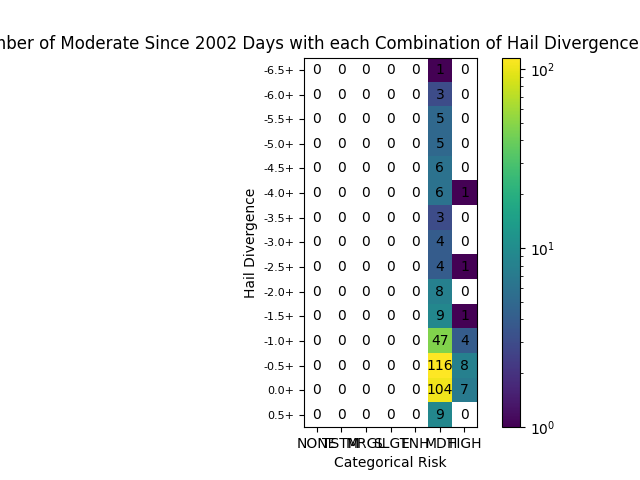 ber of Moderate Since 2002 Days with each Combination of Hail Divergence
-6.5+ 0 0 0 0 0 1 0
-6.0+ 0 0 0 0 0 3 0
-5.5+ 0 0 0 0 0 5 0
-5.0+ 0 0 0 0 0 5 0
-4.5+ 0 0 0 0 0 6 0
-4.0+ 0 0 0 0 0 6 1
-3.5+ 0 0 0 0 0 3 0
-3.0+ 0 0 0 0 0 4 0
-2.5+ 0 0 0 0 0 4 1
-2.0+ 0 0 0 0 0 8 0
-1.5+ 0 0 0 0 0 9 1
-1.0+ 0 0 0 0 0 47 4
-0.5+ 0 0 0 0 0 116 8
0.0+ 0 0 0 0 0 104 7
0.5+ 0 0 0 0 0 9 0
NONE TSTM MRGL SLGT ENH MDT HIGH
Categorical Risk
Hail Divergence
10²
10¹
10⁰